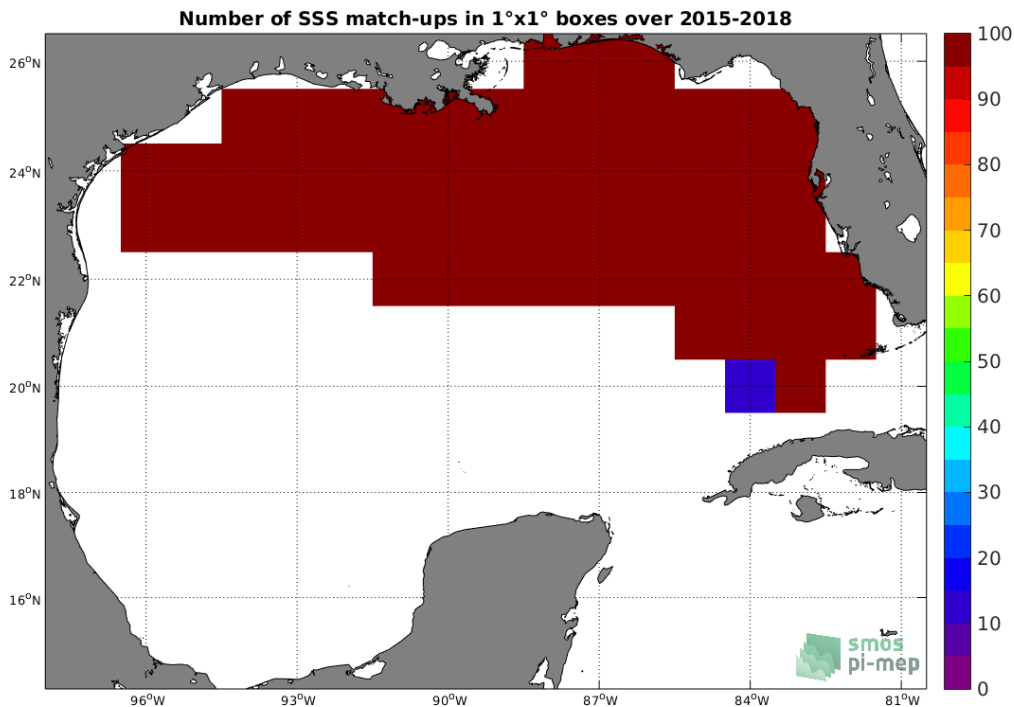 Number of SSS match-ups in 1°x1° boxes over 2015-2018
26°N
24°N
22°N
20°N
18°N
16°N
96°W
93°W
90°W
87°W
84°W
81°W
100
90
80
70
60
50
40
30
20
10
0
smos
pi-mep